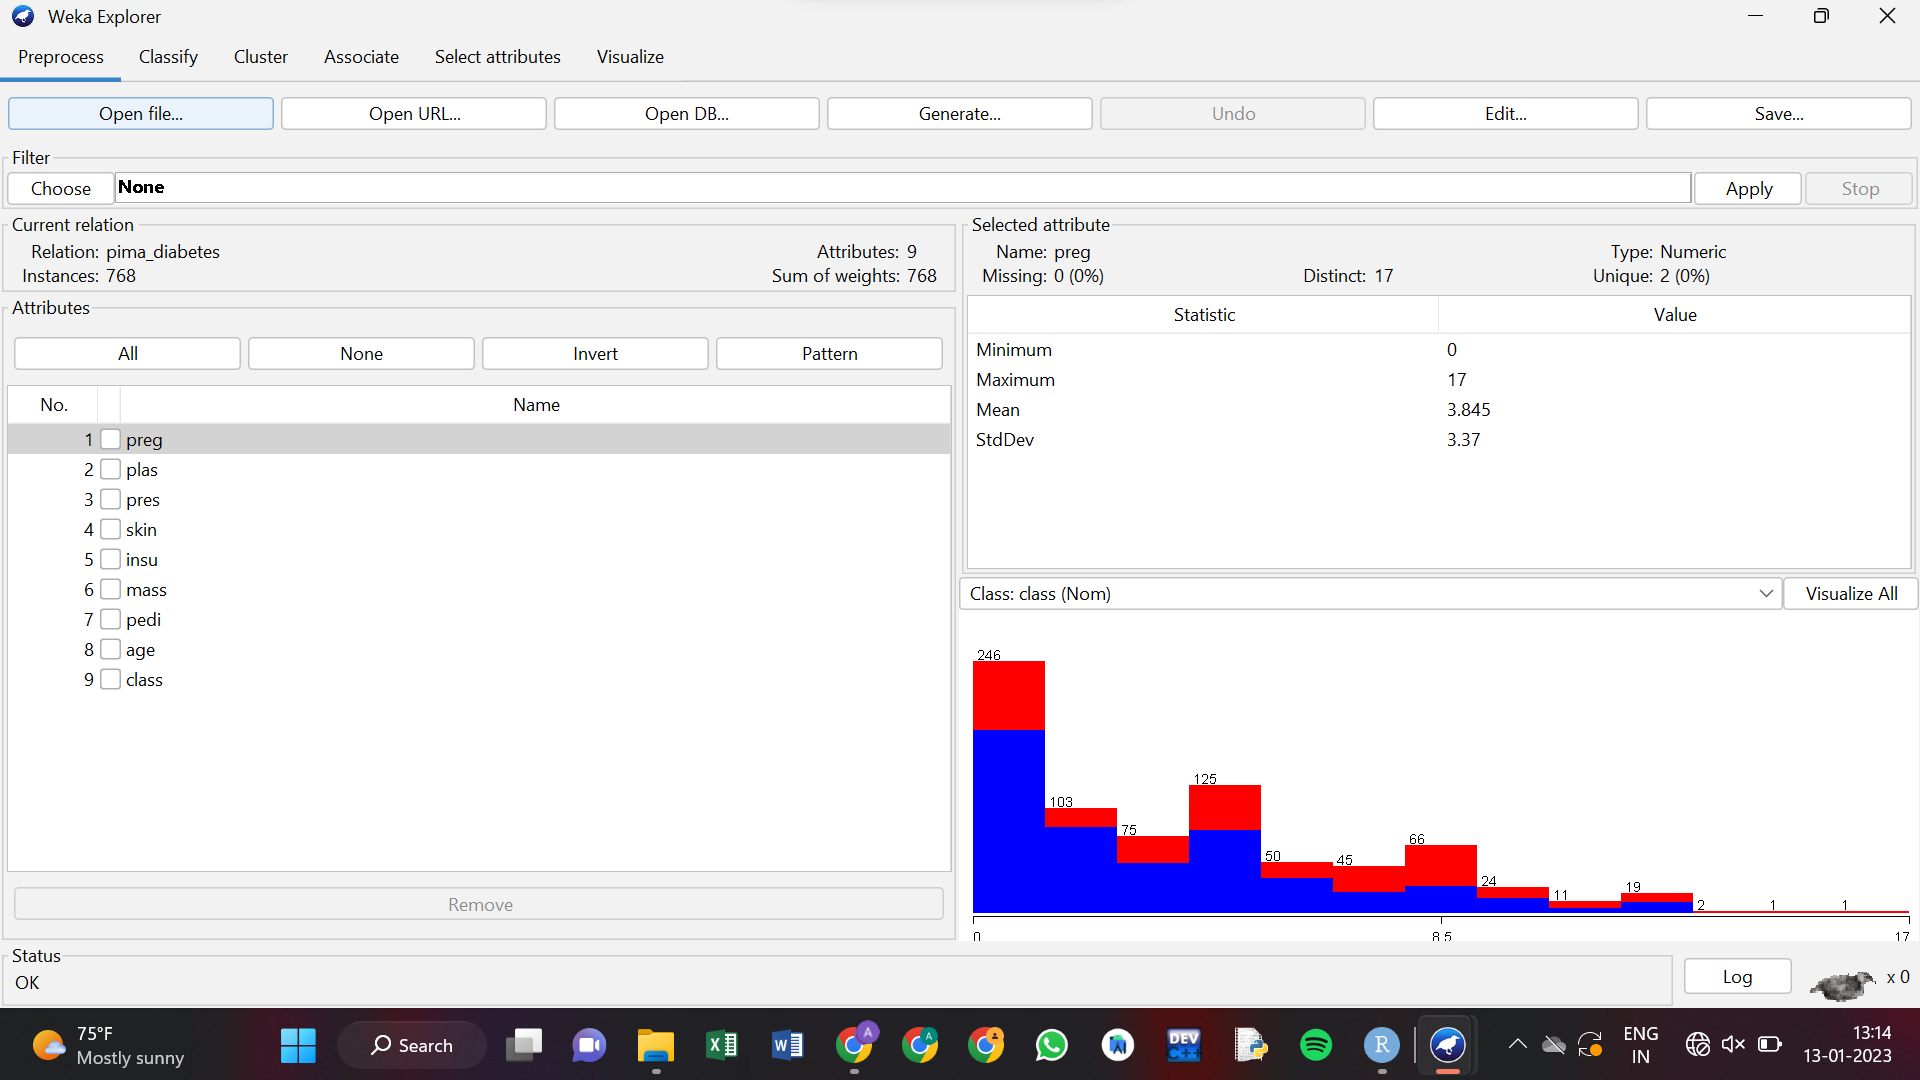 Weka Explorer
Preprocess Classify Cluster Associate Select attributes Visualize
Open file... Open URL... Open DB... Generate... Undo Edit... Save...
Filter
Choose None Apply Stop
Current relation
Relation: pima_diabetes Attributes: 9
Instances: 768 Sum of weights: 768
Attributes
All None Invert Pattern
No. Name
1 preg
2 plas
3 pres
4 skin
5 insu
6 mass
7 pedi
8 age
9 class
Remove
Selected attribute
Name: preg Type: Numeric
Missing: 0 (0%) Distinct: 17 Unique: 2 (0%)
Statistic Value
Minimum 0
Maximum 17
Mean 3.845
StdDev 3.37
Class: class (Nom) Visualize All
246
103
75
125
50
45
66
24
11
19
2
1
1
0 8.5 17
Status
OK
Log x 0
75°F
Mostly sunny
Search
A
A
DEV
C++
R
ENG
IN
13:14
13-01-2023